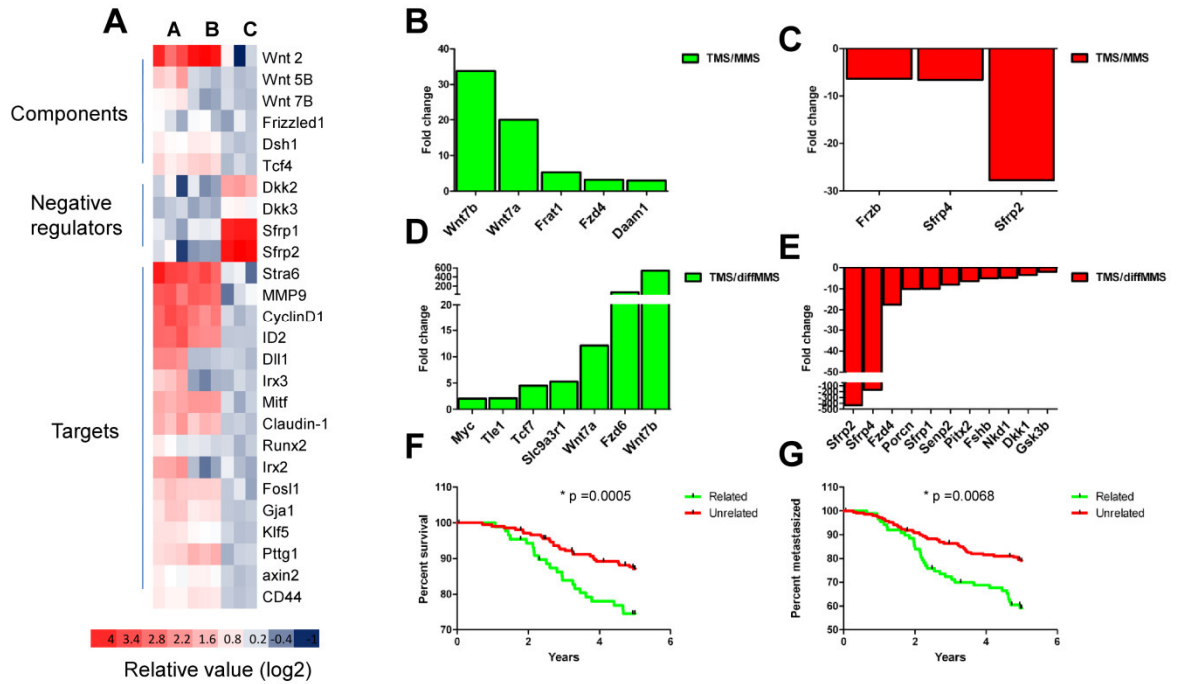 A
A B C
Components
Negative
regulators
Targets
Wnt 2
Wnt 5B
Wnt 7B
Frizzled1
Dsh1
Tcf4
Dkk2
Dkk3
Sfrp1
Sfrp2
Stra6
MMP9
CyclinD1
ID2
Dll1
Irx3
Mitf
Claudin-1
Runx2
Irx2
Fosl1
Gja1
Klf5
Pttg1
axin2
CD44
4 3.4 2.8 2.2 1.6 0.8 0.2 -0.4 -1
Relative value (log2)
B
Fold change
40
30
20
10
0
Wnt7b Wnt7a Frat1 Fzd4 Daam1
TMS/MMS
C
Fold change
0
-10
-20
-30
Frzb Sfrp4 Sfrp2
TMS/MMS
D
Fold change
600
400
200
20
15
10
5
0
Myc Tle1 Tcf7 Slc9a3r1 Wnt7a Fzd6 Wnt7b
TMS/diffMMS
E
Fold change
0
-10
-20
-30
-50
-100
-200
-300
-400
-500
Sfrp2 Sfrp4 Fzd4 Porcn Sfrp1 Senp2 Pitx2 Fshb Nkd1 Dkk1 Gsk3b
TMS/diffMMS
F
Percent survival
110
100
90
80
70
0 2 4 6
Years
* p =0.0005
Related
Unrelated
G
Percent metastasized
110
100
90
80
70
60
50
0 2 4 6
Years
* p =0.0068
Related
Unrelated